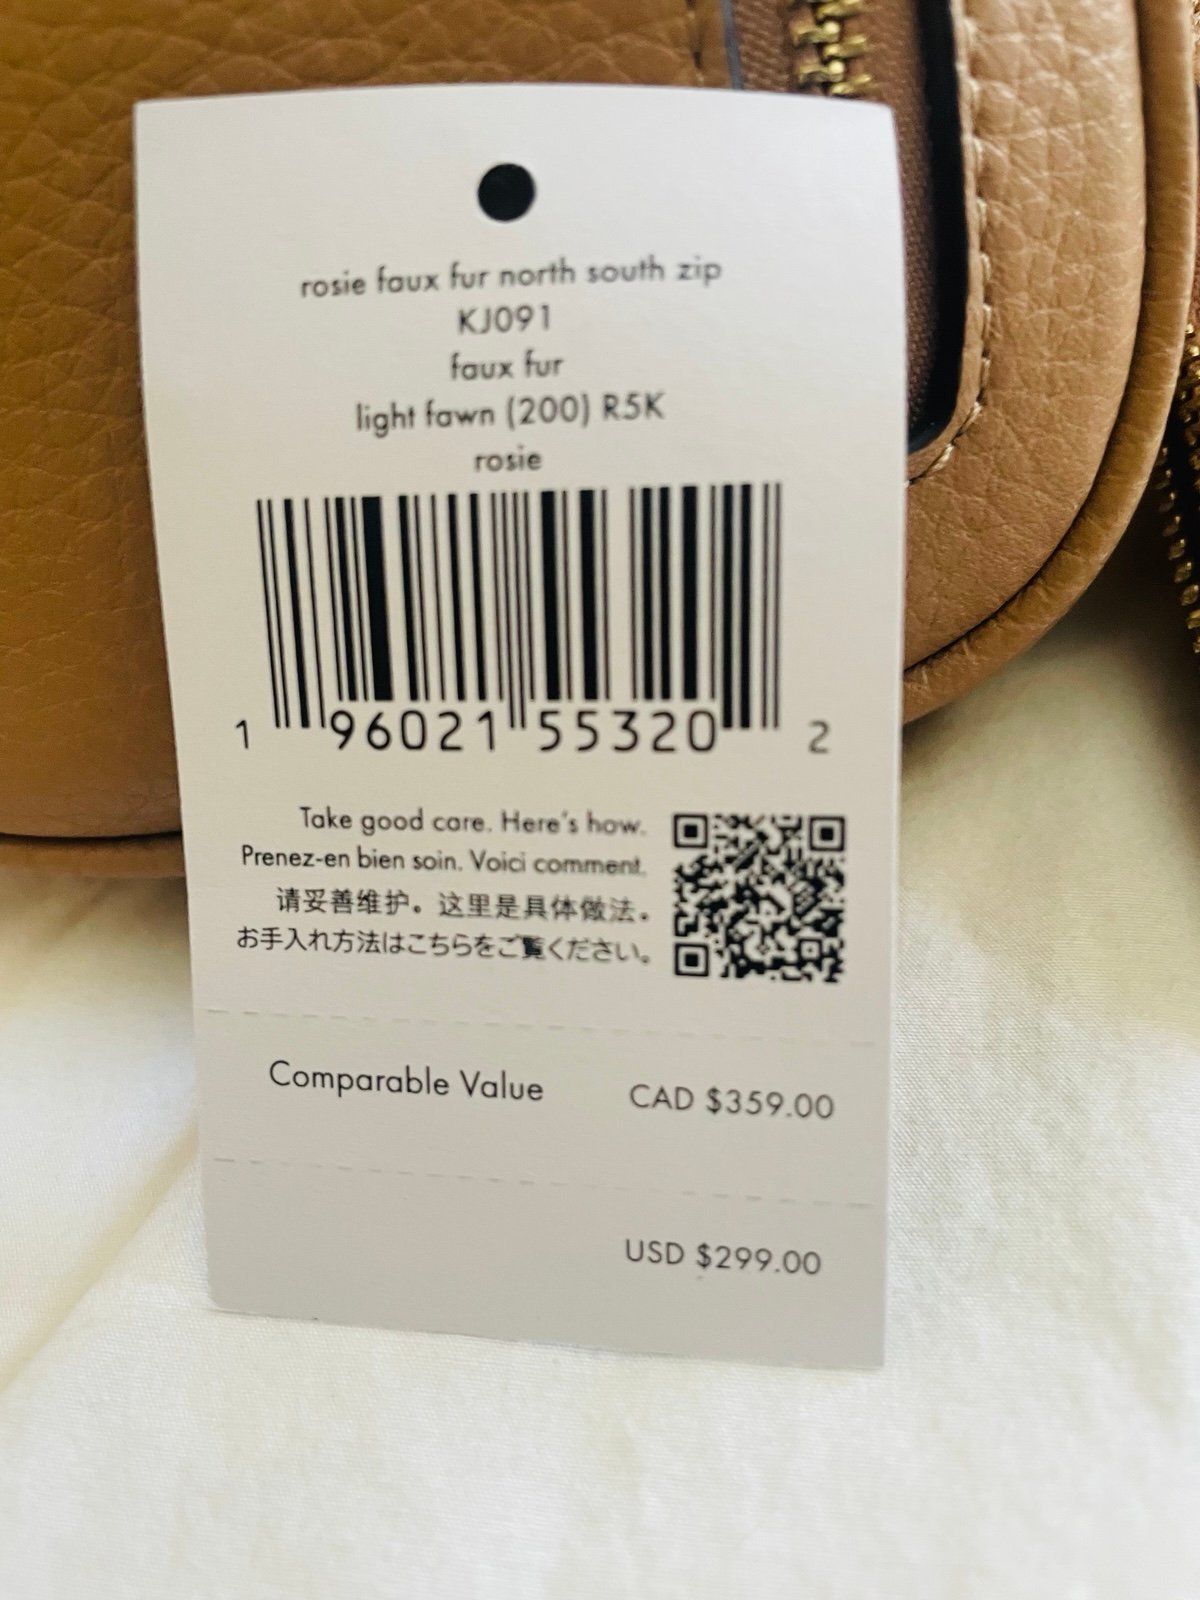 rosie faux fur north south zip
KJ091
faux fur
light fawn (200) R5K
rosie
1 96021 55320 2
Take good care. Here's how.
Prenez-en bien soin. Voici comment.
请妥善维护。这里是具体做法。
お手入れ方法はこちらをご覧ください。
Comparable Value CAD $359.00
USD $299.00